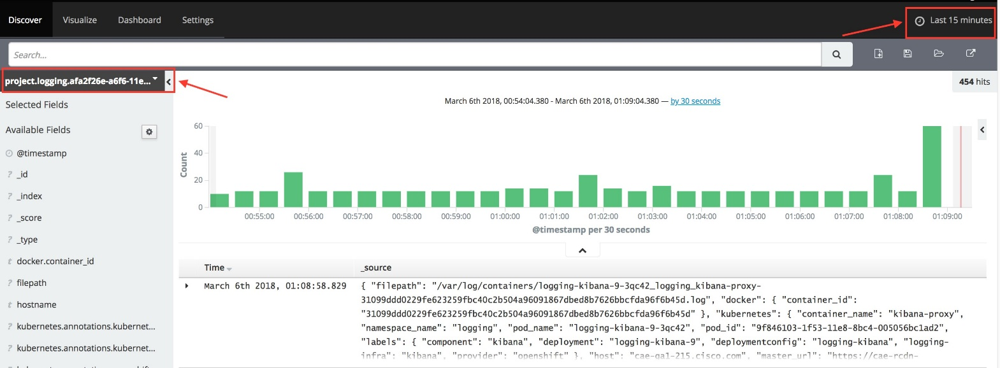 Discover Visualize Dashboard Settings Last 15 minutes
Search...
project.logging.afa2f26e-a6f6-11e...
454 hits
Selected Fields
March 6th 2018, 00:54:04.380 - March 6th 2018, 01:09:04.380 — by 30 seconds
Available Fields
@timestamp
? _id
? _index
? _score
? _type
t docker.container_id
? filepath
t hostname
? kubernetes.annotations.kubernet...
? kubernetes.annotations.kubernet...
Count
60
40
20
0
00:55:00 00:56:00 00:57:00 00:58:00 00:59:00 01:00:00 01:01:00 01:02:00 01:03:00 01:04:00 01:05:00 01:06:00 01:07:00 01:08:00 01:09:00
@timestamp per 30 seconds
Time _source
March 6th 2018, 01:08:58.829 { "filepath": "/var/log/containers/logging-kibana-9-3qc42_logging_kibana-proxy-
31099ddd0229fe623259fbc40c2b504a96091867dbed8b7626bbcfda96f6b45d.log", "docker": { "container_id":
"31099ddd0229fe623259fbc40c2b504a96091867dbed8b7626bbcfda96f6b45d" }, "kubernetes": { "container_name": "kibana-proxy",
"namespace_name": "logging", "pod_name": "logging-kibana-9-3qc42", "pod_id": "9f846103-1f53-11e8-8bc4-005056bc1ad2",
"labels": { "component": "kibana", "deployment": "logging-kibana-9", "deploymentconfig": "logging-kibana", "logging-
infra": "kibana", "provider": "openshift" }, "host": "cae-ga1-215.cisco.com", "master_url": "https://cae-rcdn-